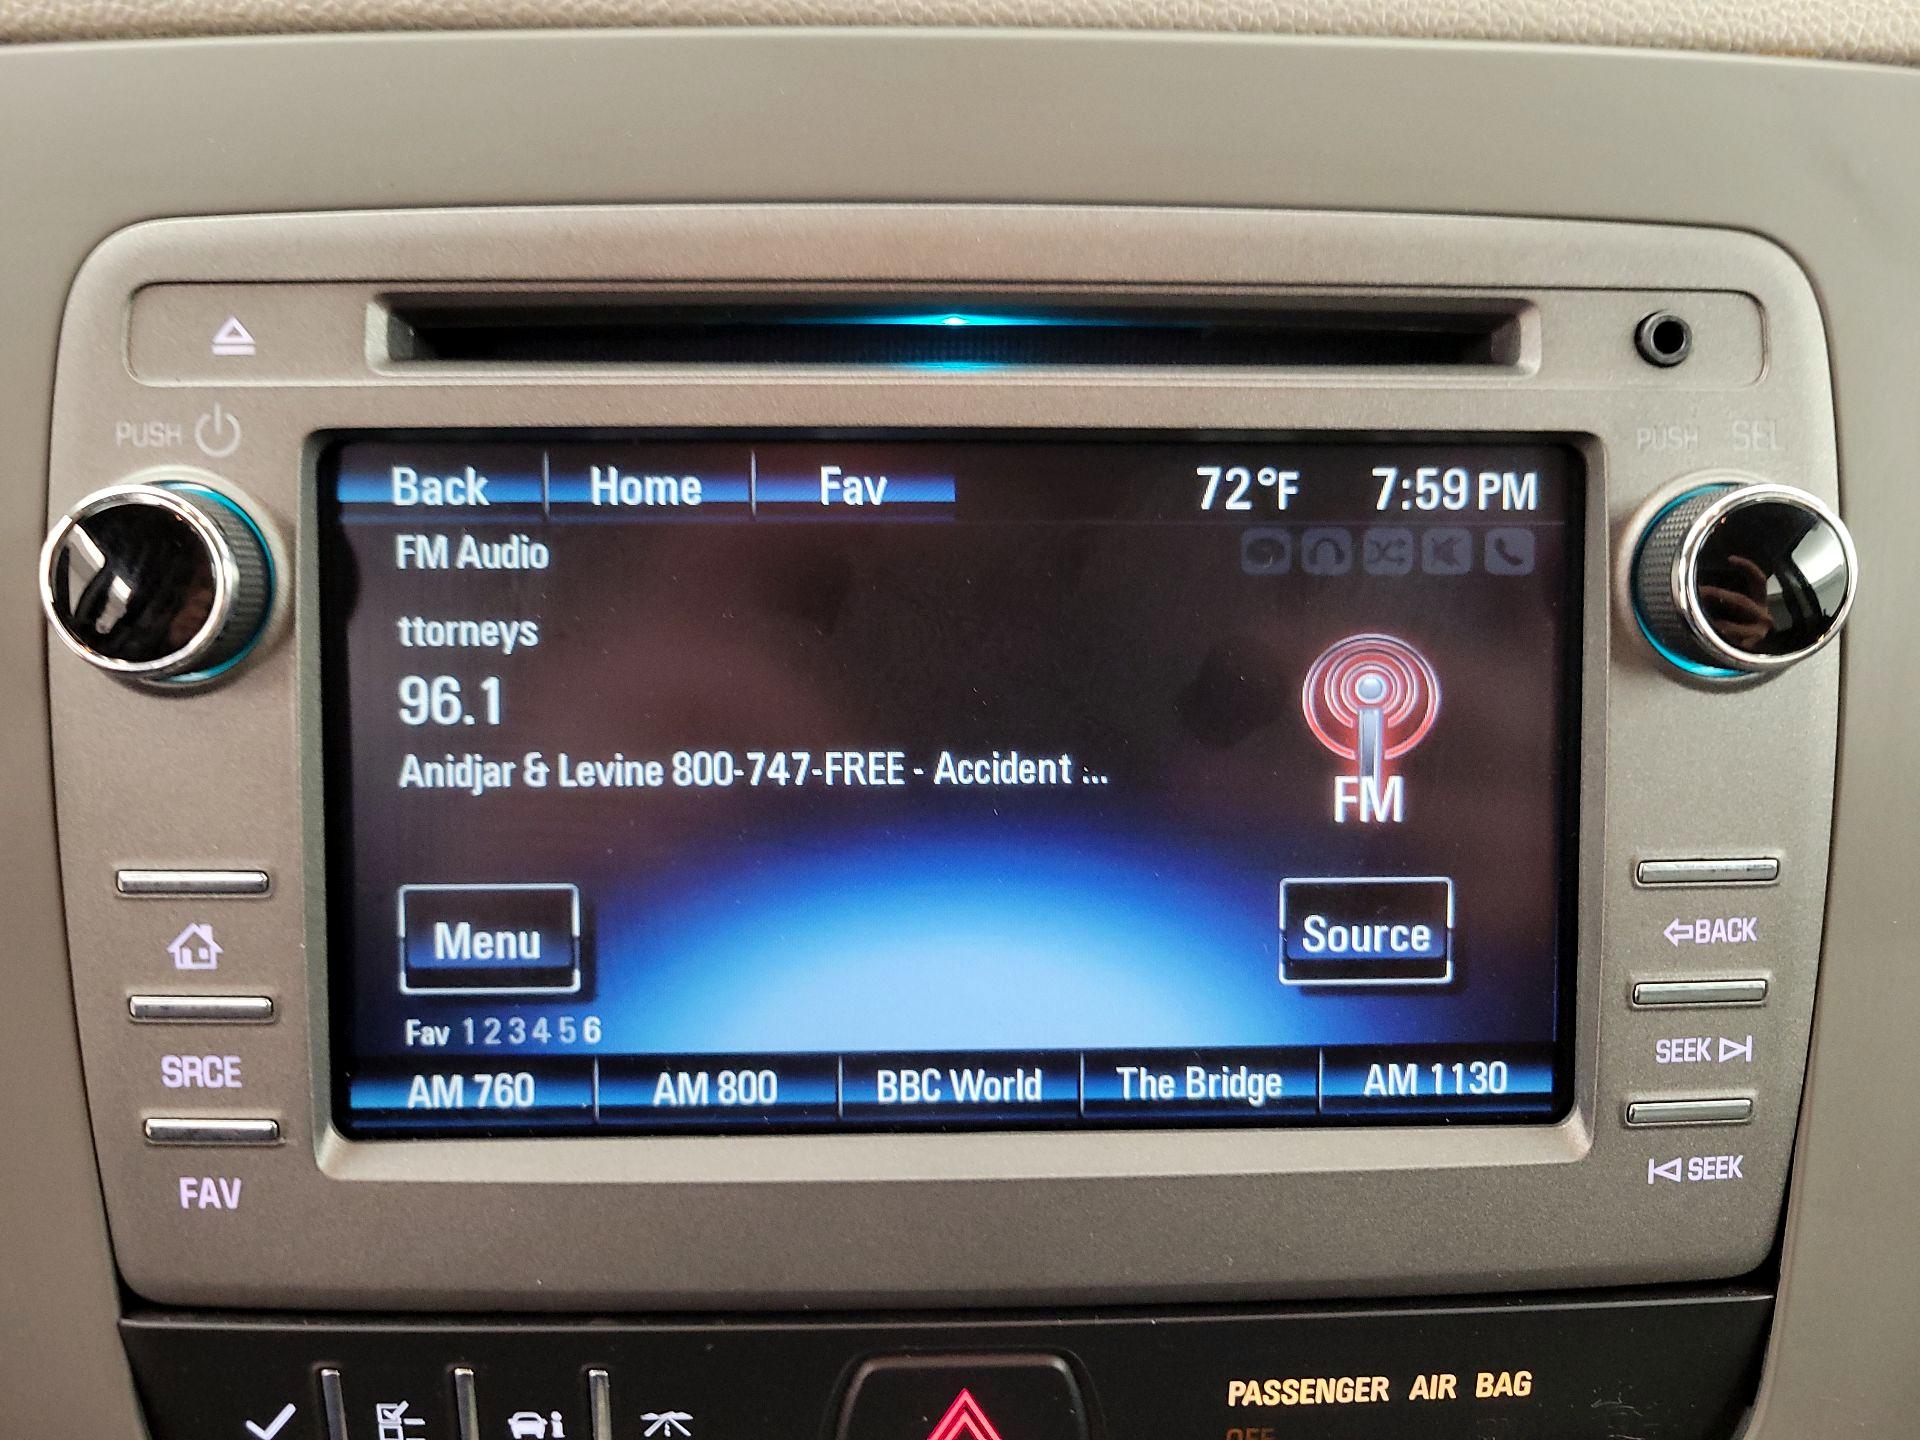 PUSH
PUSH SEL
Back Home Fav 72°F 7:59 PM
FM Audio
ttorneys
96.1
Anidjar & Levine 800-747-FREE - Accident ...
FM
Menu Source
Fav 1 2 3 4 5 6
AM 760 AM 800 BBC World The Bridge AM 1130
SRCE
FAV
BACK
SEEK
SEEK
PASSENGER AIR BAG
OFF